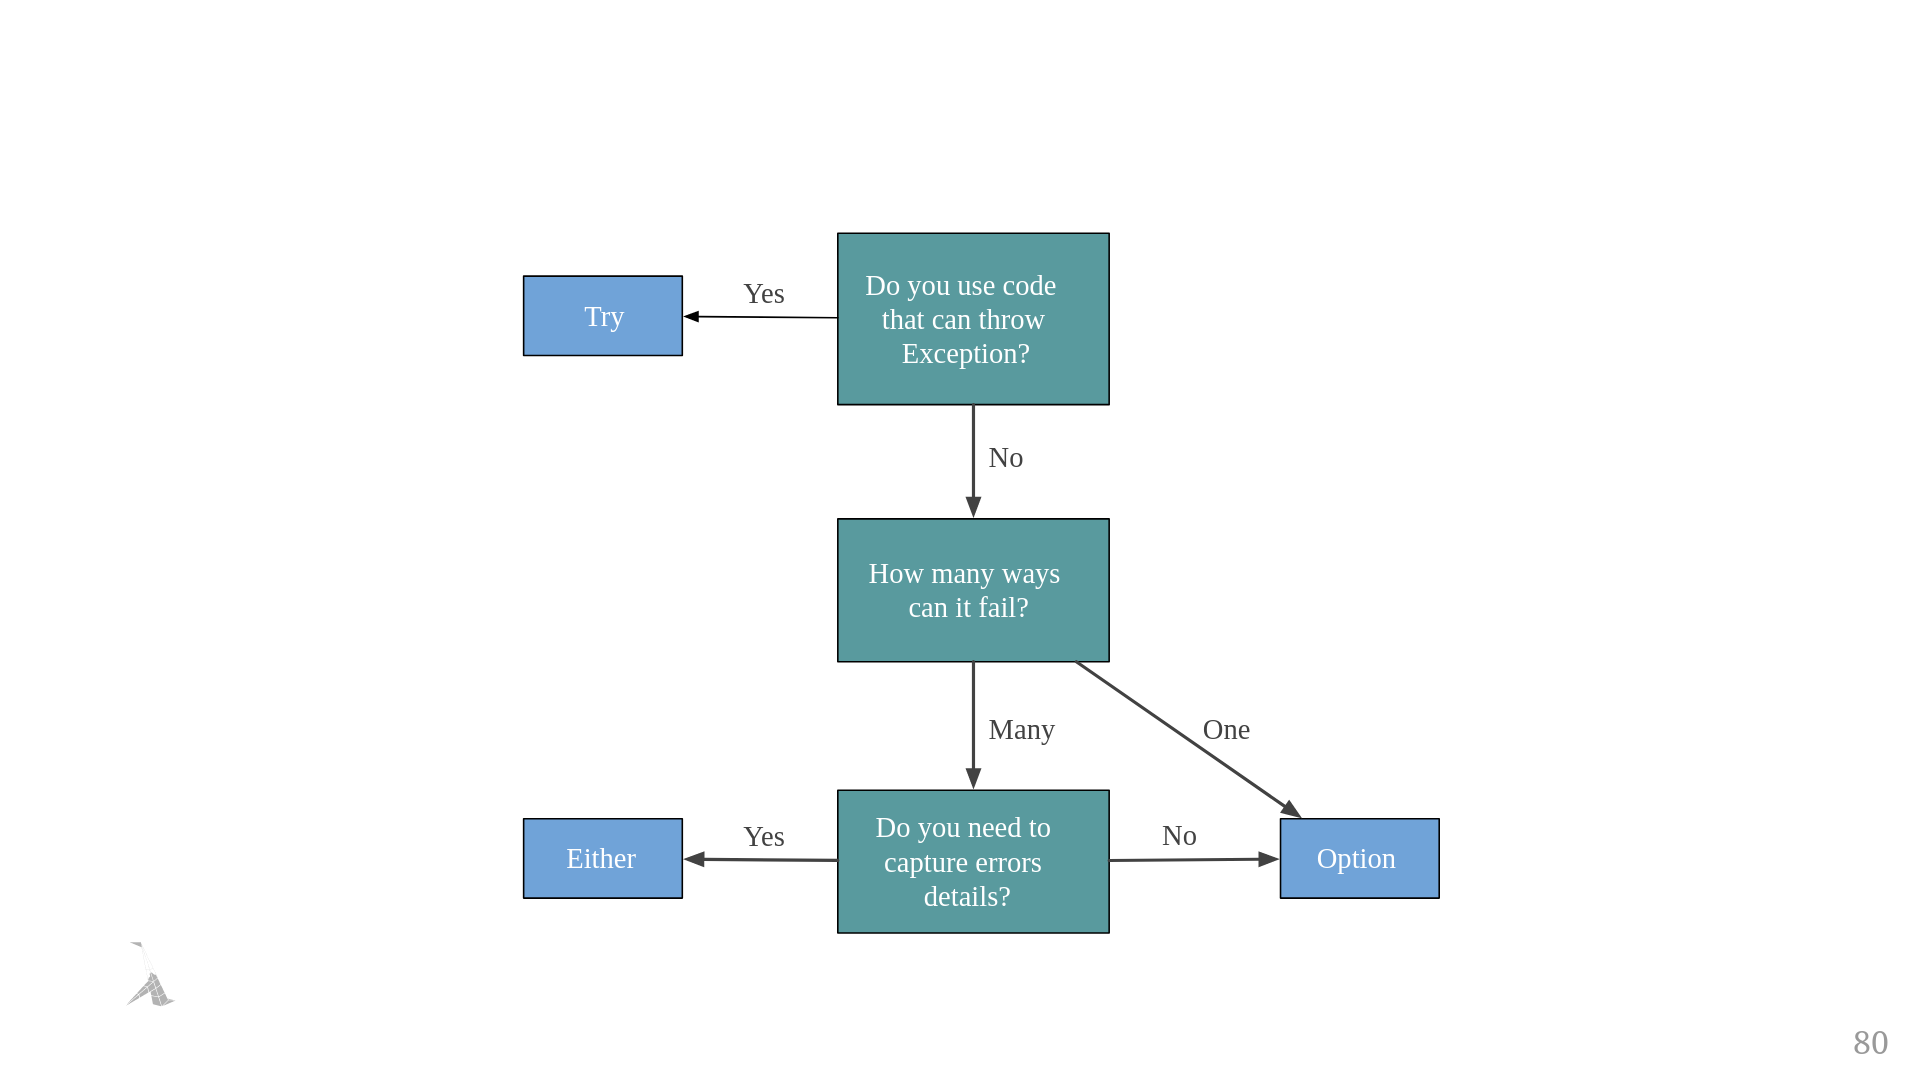 Do you use code
that can throw
Exception?
Yes
Try
No
How many ways
can it fail?
Many
One
Do you need to
capture errors
details?
Yes
Either
No
Option
80